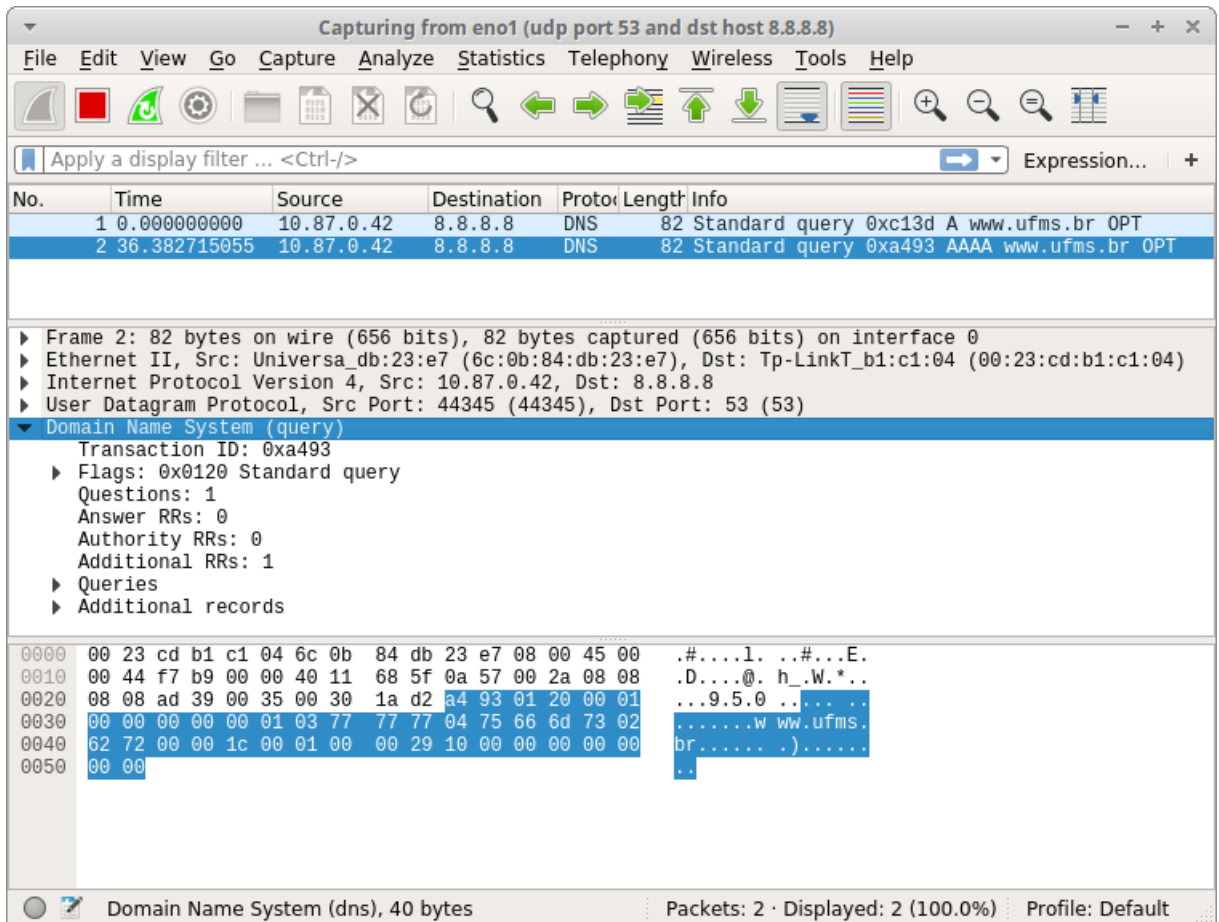 Capturing from eno1 (udp port 53 and dst host 8.8.8.8)
File Edit View Go Capture Analyze Statistics Telephony Wireless Tools Help
Apply a display filter ... <Ctrl-/> Expression... +
No. Time Source Destination Protoc Length Info
1 0.000000000 10.87.0.42 8.8.8.8 DNS 82 Standard query 0xc13d A www.ufms.br OPT
2 36.382715055 10.87.0.42 8.8.8.8 DNS 82 Standard query 0xa493 AAAA www.ufms.br OPT
Frame 2: 82 bytes on wire (656 bits), 82 bytes captured (656 bits) on interface 0
Ethernet II, Src: Universa_db:23:e7 (6c:0b:84:db:23:e7), Dst: Tp-LinkT_b1:c1:04 (00:23:cd:b1:c1:04)
Internet Protocol Version 4, Src: 10.87.0.42, Dst: 8.8.8.8
User Datagram Protocol, Src Port: 44345 (44345), Dst Port: 53 (53)
Domain Name System (query)
Transaction ID: 0xa493
Flags: 0x0120 Standard query
Questions: 1
Answer RRs: 0
Authority RRs: 0
Additional RRs: 1
Queries
Additional records
0000 00 23 cd b1 c1 04 6c 0b 84 db 23 e7 08 00 45 00 .#....l. ..#...E.
0010 00 44 f7 b9 00 00 40 11 68 5f 0a 57 00 2a 08 08 .D....@. h_.W.*..
0020 08 08 ad 39 00 35 00 30 1a d2 a4 93 01 20 00 01 ...9.5.0 ..... ..
0030 00 00 00 00 00 01 03 77 77 77 04 75 66 6d 73 02 .......w ww.ufms.
0040 62 72 00 00 1c 00 01 00 00 29 10 00 00 00 00 00 br...... .)......
0050 00 00 ..
Domain Name System (dns), 40 bytes Packets: 2 · Displayed: 2 (100.0%) Profile: Default